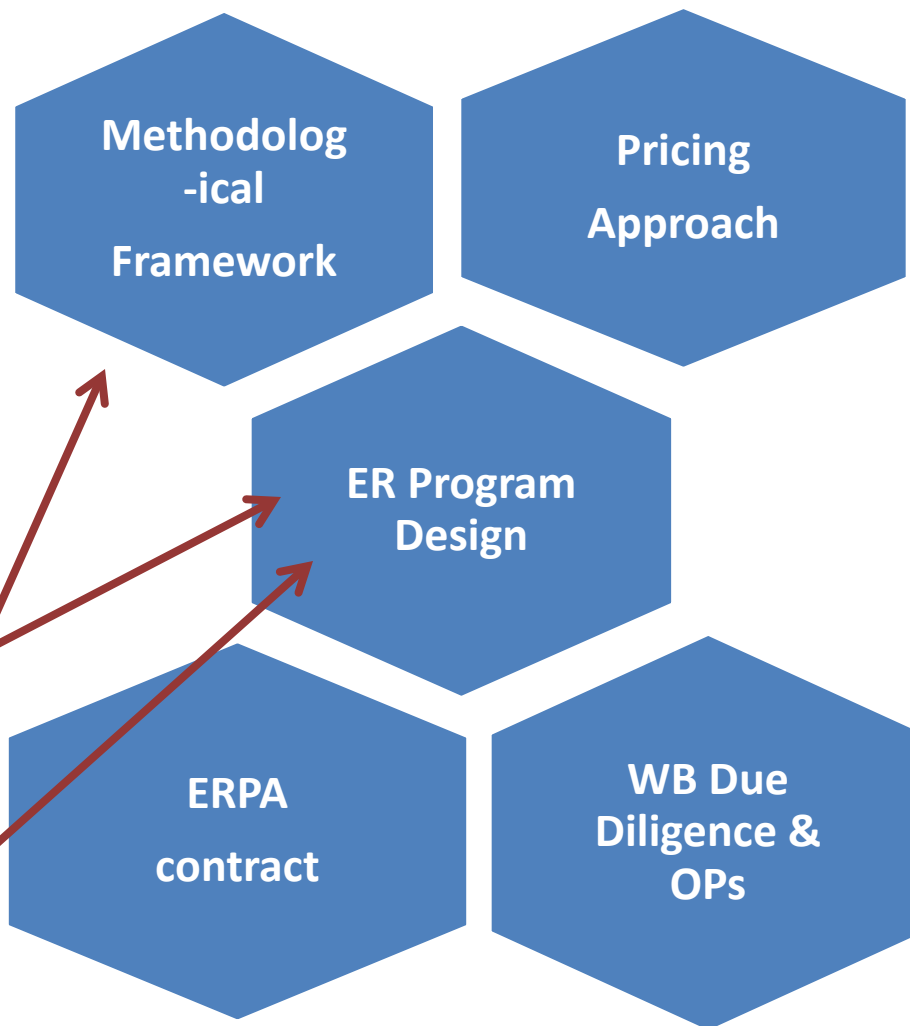 Methodolog
-ical
Framework
Pricing
Approach
ER Program
Design
ERPA
contract
WB Due
Diligence &
OPs